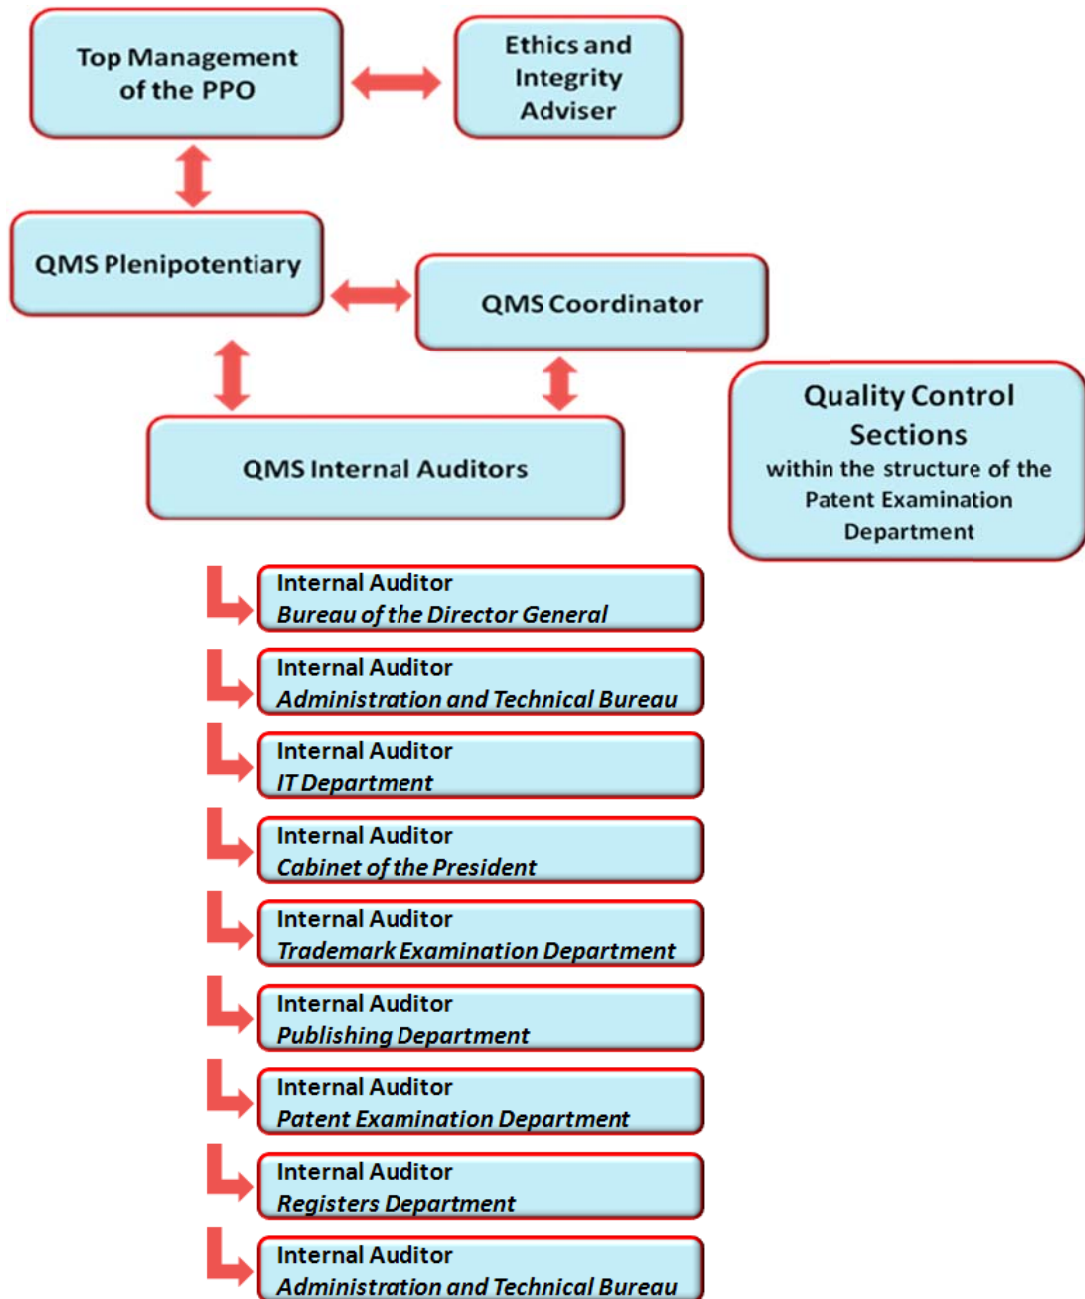 Top Management
of the PPO
Ethics and
Integrity
Adviser
QMS Plenipotentiary
QMS Coordinator
QMS Internal Auditors
Quality Control
Sections
within the structure of the
Patent Examination
Department
Internal Auditor
Bureau of the Director General
Internal Auditor
Administration and Technical Bureau
Internal Auditor
IT Department
Internal Auditor
Cabinet of the President
Internal Auditor
Trademark Examination Department
Internal Auditor
Publishing Department
Internal Auditor
Patent Examination Department
Internal Auditor
Registers Department
Internal Auditor
Administration and Technical Bureau